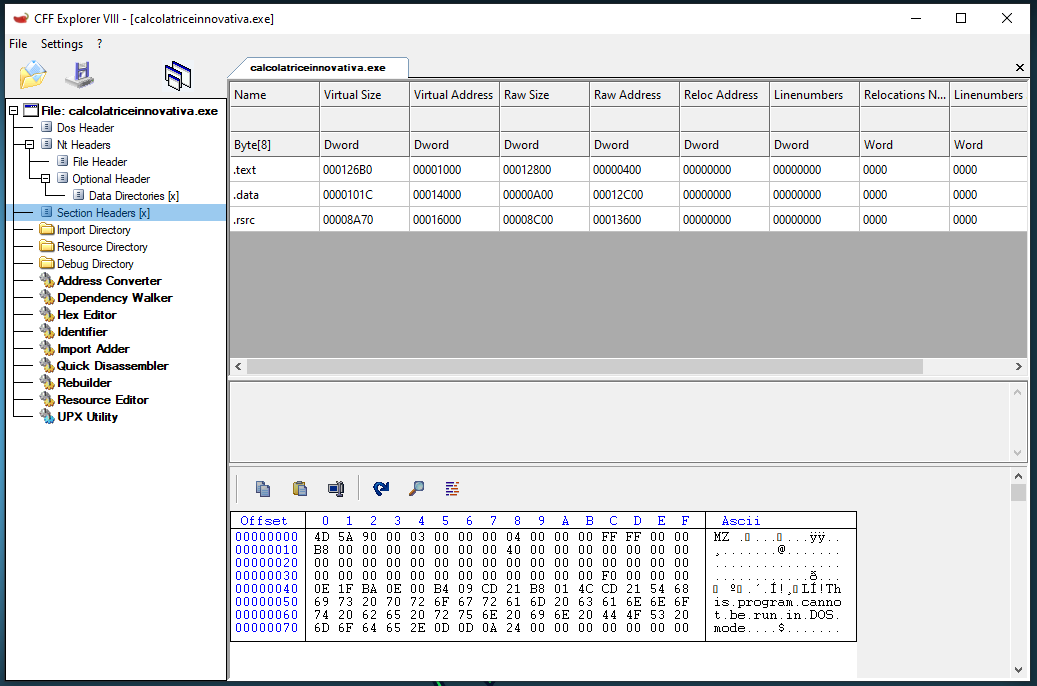 CFF Explorer VIII - [calcolatriceinnovativa.exe]
File Settings ?
calcolatriceinnovativa.exe
File: calcolatriceinnovativa.exe
Dos Header
Nt Headers
File Header
Optional Header
Data Directories [x]
Section Headers [x]
Import Directory
Resource Directory
Debug Directory
Address Converter
Dependency Walker
Hex Editor
Identifier
Import Adder
Quick Disassembler
Rebuilder
Resource Editor
UPX Utility
Name Virtual Size Virtual Address Raw Size Raw Address Reloc Address Linenumbers Relocations N... Linenumbers
Byte[8] Dword Dword Dword Dword Dword Dword Word Word
.text 000126B0 00001000 00012800 00000400 00000000 00000000 0000 0000
.data 0000101C 00014000 00000A00 00012C00 00000000 00000000 0000 0000
.rsrc 00008A70 00016000 00008C00 00013600 00000000 00000000 0000 0000
Offset 0 1 2 3 4 5 6 7 8 9 A B C D E F Ascii
00000000 4D 5A 90 00 03 00 00 00 04 00 00 00 FF FF 00 00 MZ.▯...▯...ÿÿ..
00000010 B8 00 00 00 00 00 00 00 40 00 00 00 00 00 00 00 ¸.......@.......
00000020 00 00 00 00 00 00 00 00 00 00 00 00 00 00 00 00 ................
00000030 00 00 00 00 00 00 00 00 00 00 00 00 F0 00 00 00 ............ð...
00000040 0E 1F BA 0E 00 B4 09 CD 21 B8 01 4C CD 21 54 68 ▯ º▯.´.Í!¸▯LÍ!Th
00000050 69 73 20 70 72 6F 67 72 61 6D 20 63 61 6E 6E 6F is.program.canno
00000060 74 20 62 65 20 72 75 6E 20 69 6E 20 44 4F 53 20 t.be.run.in.DOS.
00000070 6D 6F 64 65 2E 0D 0D 0A 24 00 00 00 00 00 00 00 mode....$.......